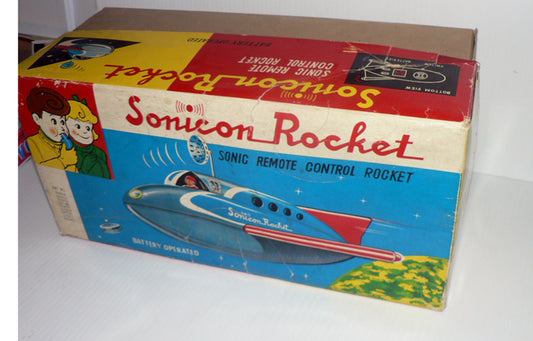 BATTERY OPERATED
SONIC REMOTE
CONTROL ROCKET
Sonicon Rocket
BOTTOM VIEW
Sonicon Rocket
SONIC REMOTE CONTROL ROCKET
Sonicon Rocket
BATTERY OPERATED